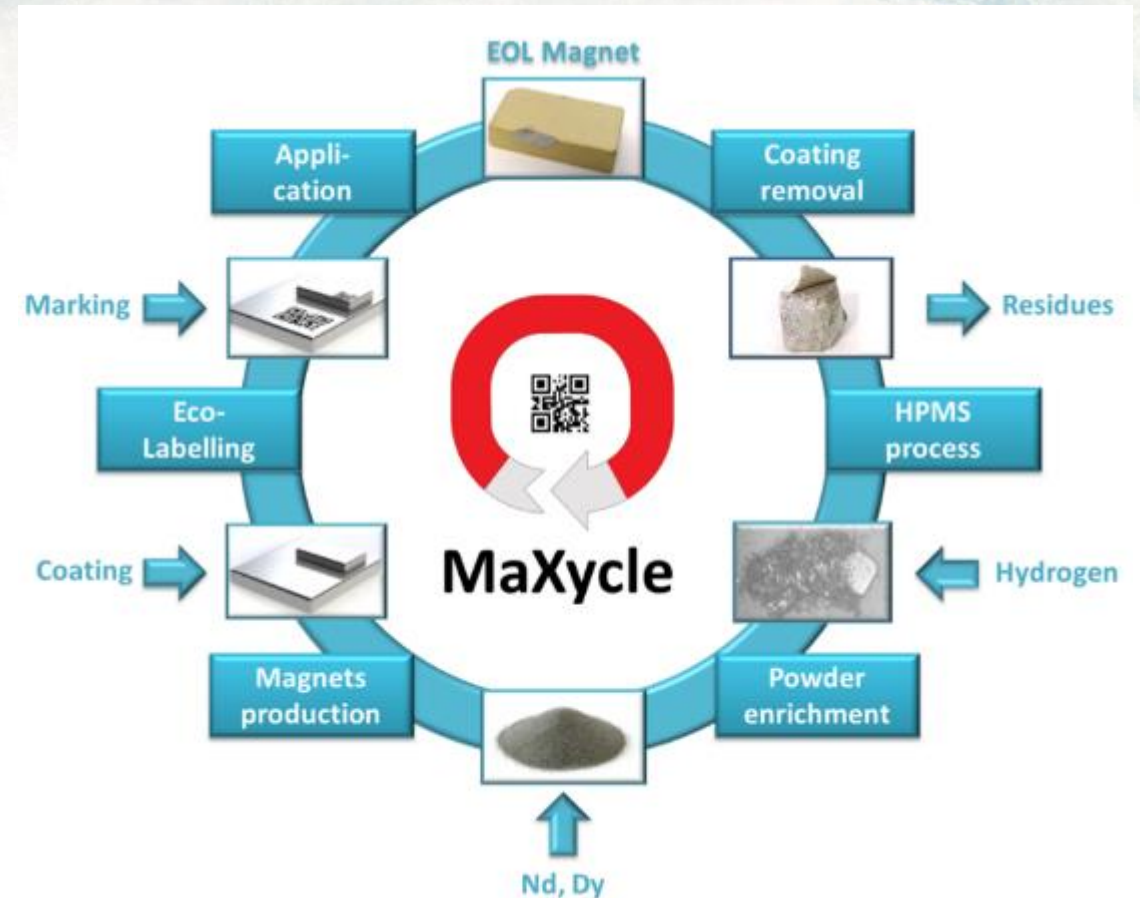 EOL Magnet
Appli-
cation
Coating
removal
Marking
Residues
Eco-
Labelling
HPMS
process
MaXycle
Coating
Hydrogen
Magnets
production
Powder
enrichment
Nd, Dy